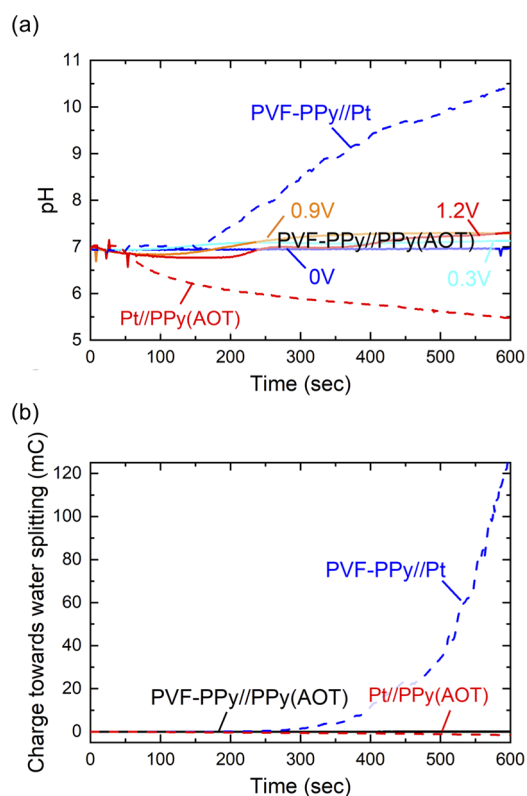 (a)
11
10
9
8
7
6
5
pH
PVF-PPy//Pt
0.9V
1.2V
PVF-PPy//PPy(AOT)
0V
0.3V
Pt//PPy(AOT)
0 100 200 300 400 500 600
Time (sec)
(b)
120
100
80
60
40
20
0
Charge towards water splitting (mC)
PVF-PPy//Pt
PVF-PPy//PPy(AOT)
Pt//PPy(AOT)
0 100 200 300 400 500 600
Time (sec)